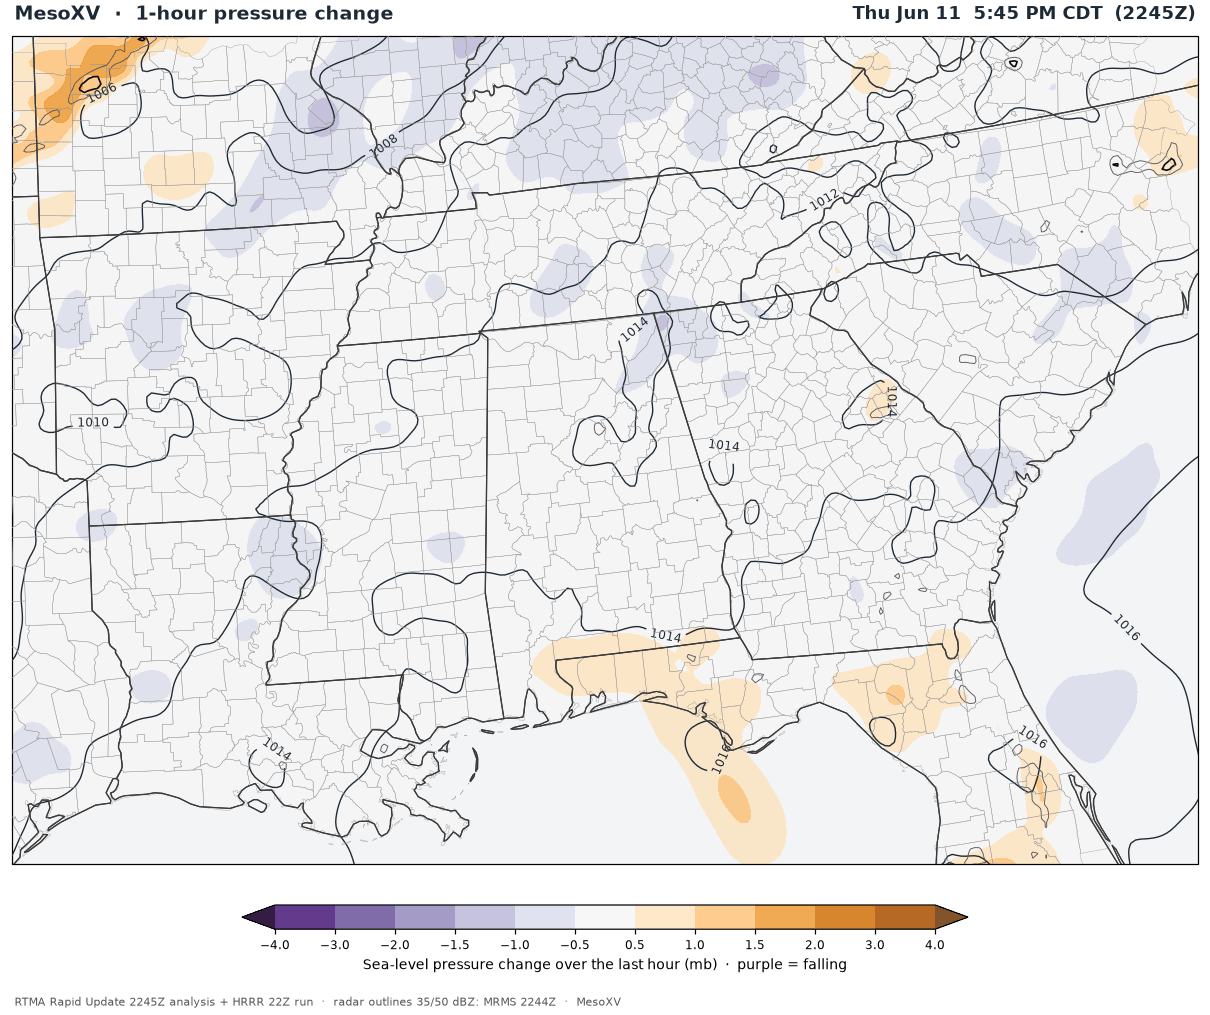 MesoXV · 1-hour pressure change
Thu Jun 11 5:45 PM CDT (2245Z)
1006
1008
1012
1014
1014
1010
1014
1014
1016
1014
1016
1016
−4.0 −3.0 −2.0 −1.5 −1.0 −0.5 0.5 1.0 1.5 2.0 3.0 4.0
Sea-level pressure change over the last hour (mb) · purple = falling
RTMA Rapid Update 2245Z analysis + HRRR 22Z run · radar outlines 35/50 dBZ: MRMS 2244Z · MesoXV